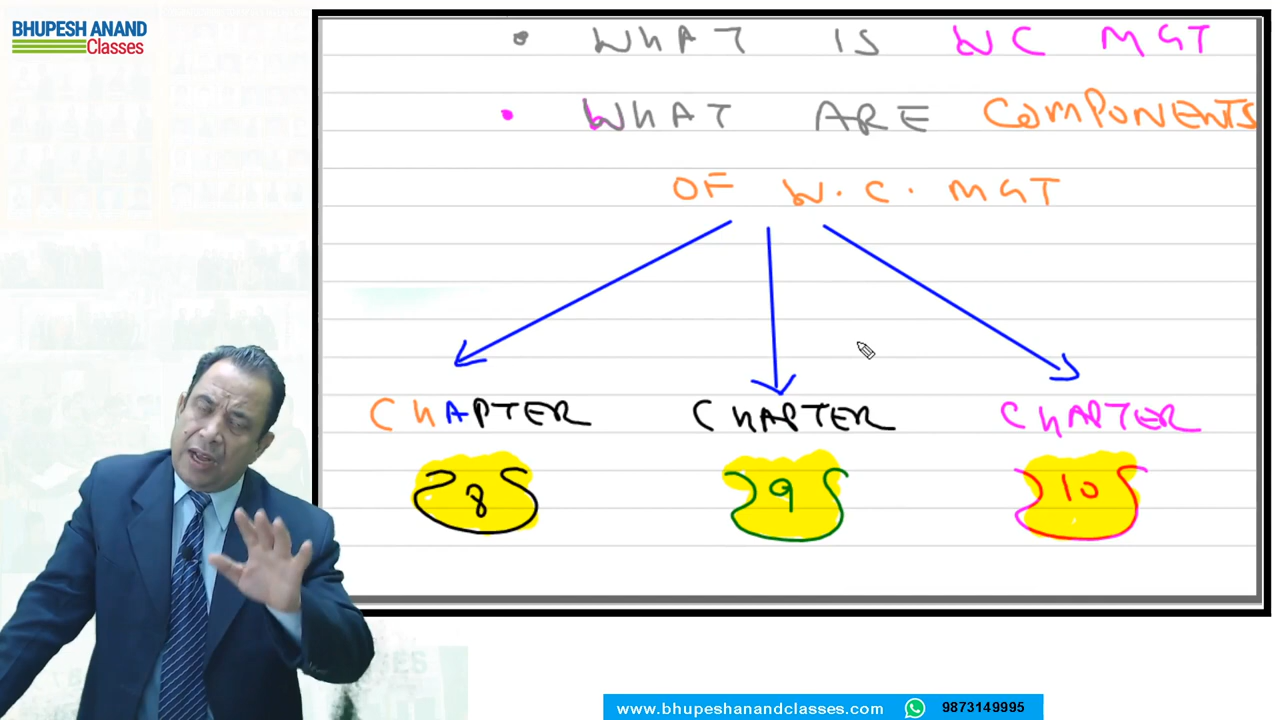 BHUPESH ANAND
Classes
• WHAT IS WC MGT
• WHAT ARE COMPONENTS
OF W.C. MGT
CHAPTER CHAPTER CHAPTER
8 9 10
www.bhupeshanandclasses.com 9873149995